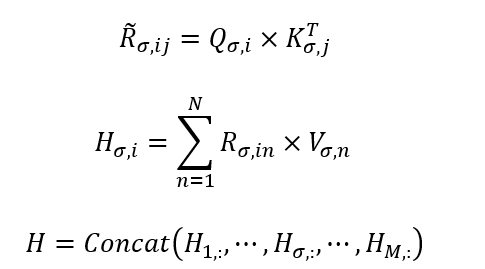 R̃_{σ,ij} = Q_{σ,i} × K_{σ,j}^T
H_{σ,i} = ∑_{n=1}^{N} R_{σ,in} × V_{σ,n}
H = Concat(H_{1,:}, ⋯, H_{σ,:}, ⋯, H_{M,:})